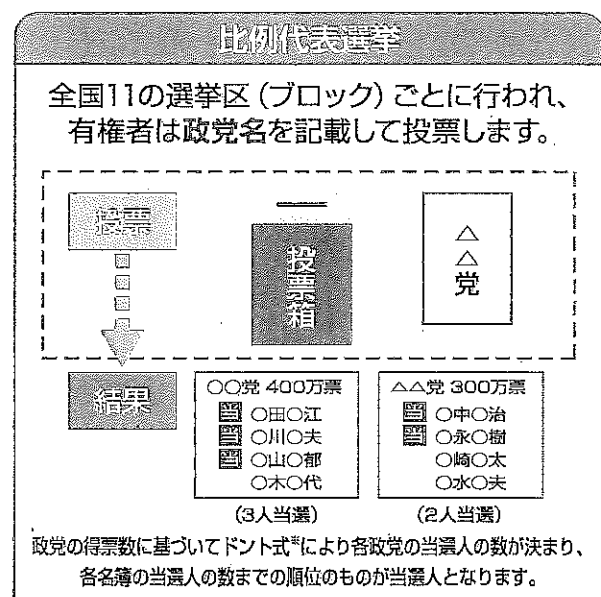 比例代表選挙
全国11の選挙区(ブロック)ごとに行われ、
有権者は政党名を記載して投票します。
投票
投票箱
△△党
結果
○○党 400万票
当 ○田○江
当 ○川○夫
当 ○山○郁
○木○代
(3人当選)
△△党 300万票
当 ○中○治
当 ○永○樹
○崎○太
○水○夫
(2人当選)
政党の得票数に基づいてドント式※により各政党の当選人の数が決まり、
各名簿の当選人の数までの順位のものが当選人となります。